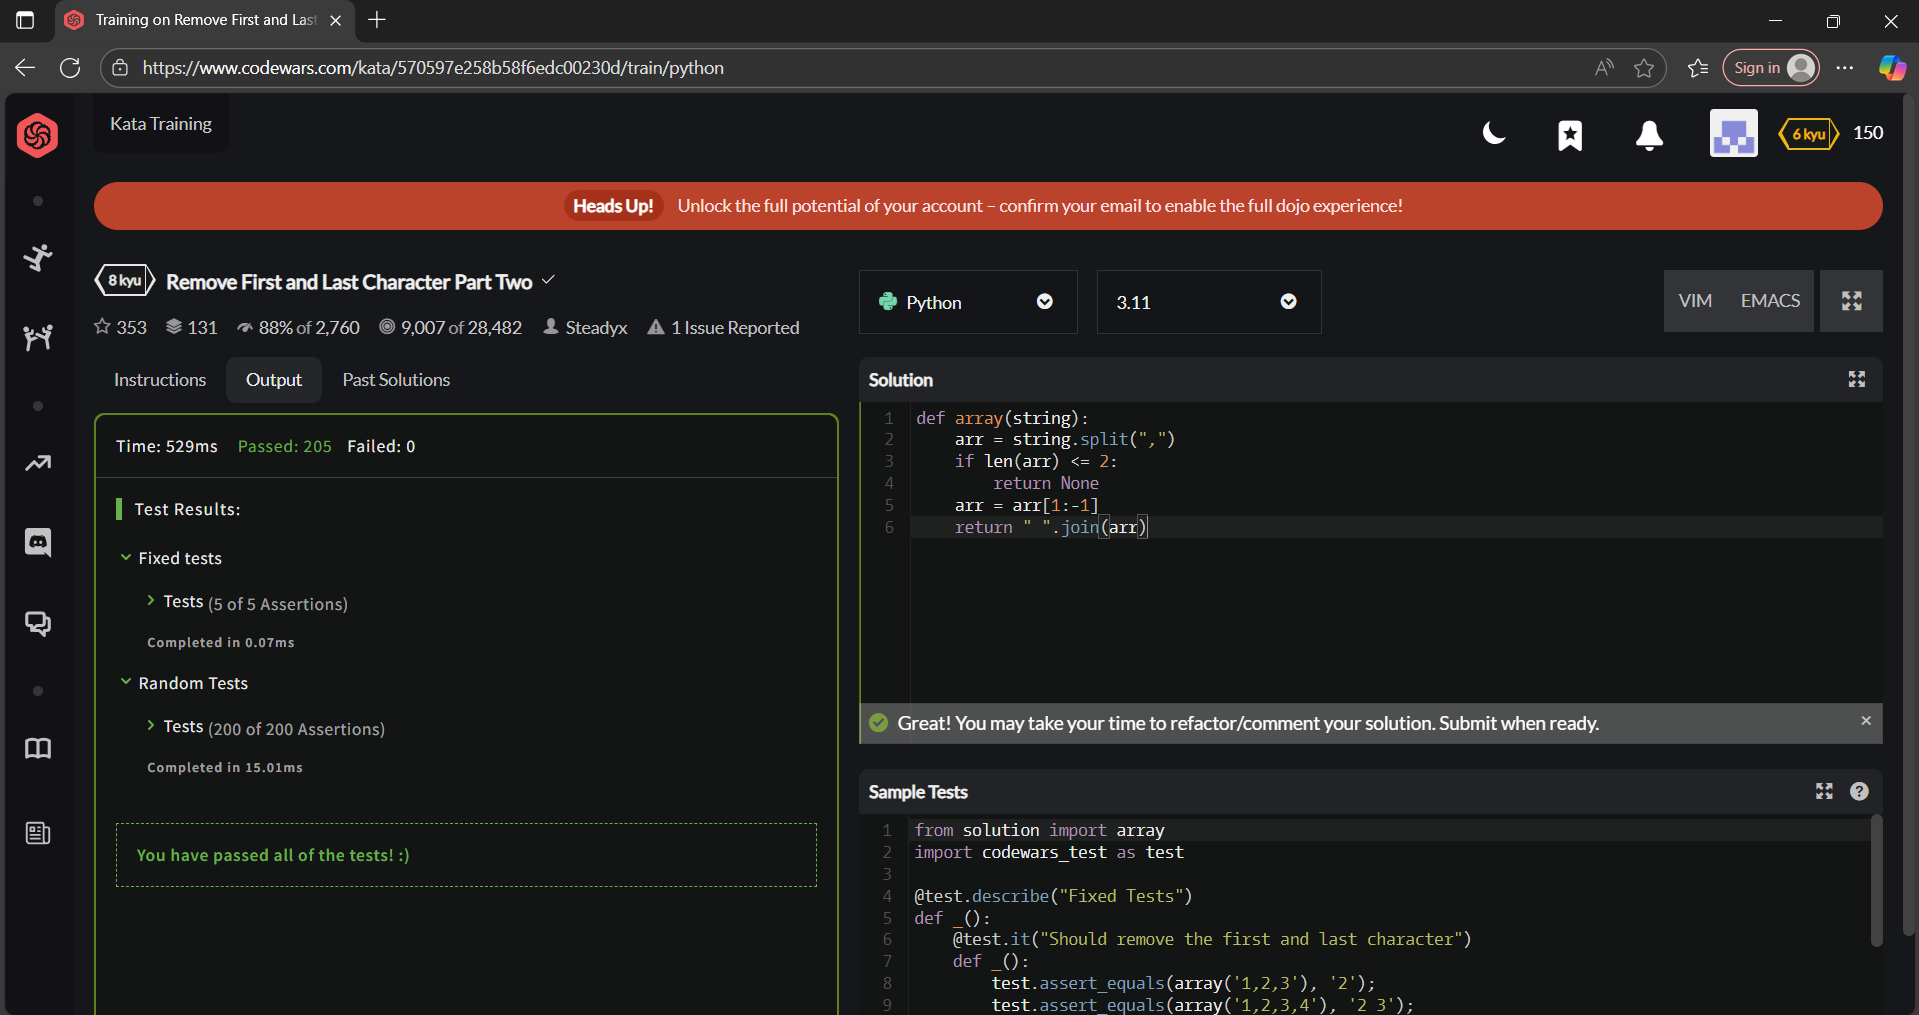 Training on Remove First and Last
https://www.codewars.com/kata/570597e258b58f6edc00230d/train/python
Sign in
Kata Training
6 kyu
150
Heads Up! Unlock the full potential of your account – confirm your email to enable the full dojo experience!
8 kyu
Remove First and Last Character Part Two
353 131 88% of 2,760 9,007 of 28,482 Steadyx 1 Issue Reported
Python
3.11
VIM EMACS
Instructions Output Past Solutions
Time: 529ms Passed: 205 Failed: 0
Test Results:
Fixed tests
Tests (5 of 5 Assertions)
Completed in 0.07ms
Random Tests
Tests (200 of 200 Assertions)
Completed in 15.01ms
You have passed all of the tests! :)
Solution
1 def array(string):
2     arr = string.split(",")
3     if len(arr) <= 2:
4         return None
5     arr = arr[1:-1]
6     return " ".join(arr)
Great! You may take your time to refactor/comment your solution. Submit when ready.
Sample Tests
1 from solution import array
2 import codewars_test as test
3
4 @test.describe("Fixed Tests")
5 def _():
6     @test.it("Should remove the first and last character")
7     def _():
8         test.assert_equals(array('1,2,3'), '2');
9         test.assert_equals(array('1,2,3,4'), '2 3');